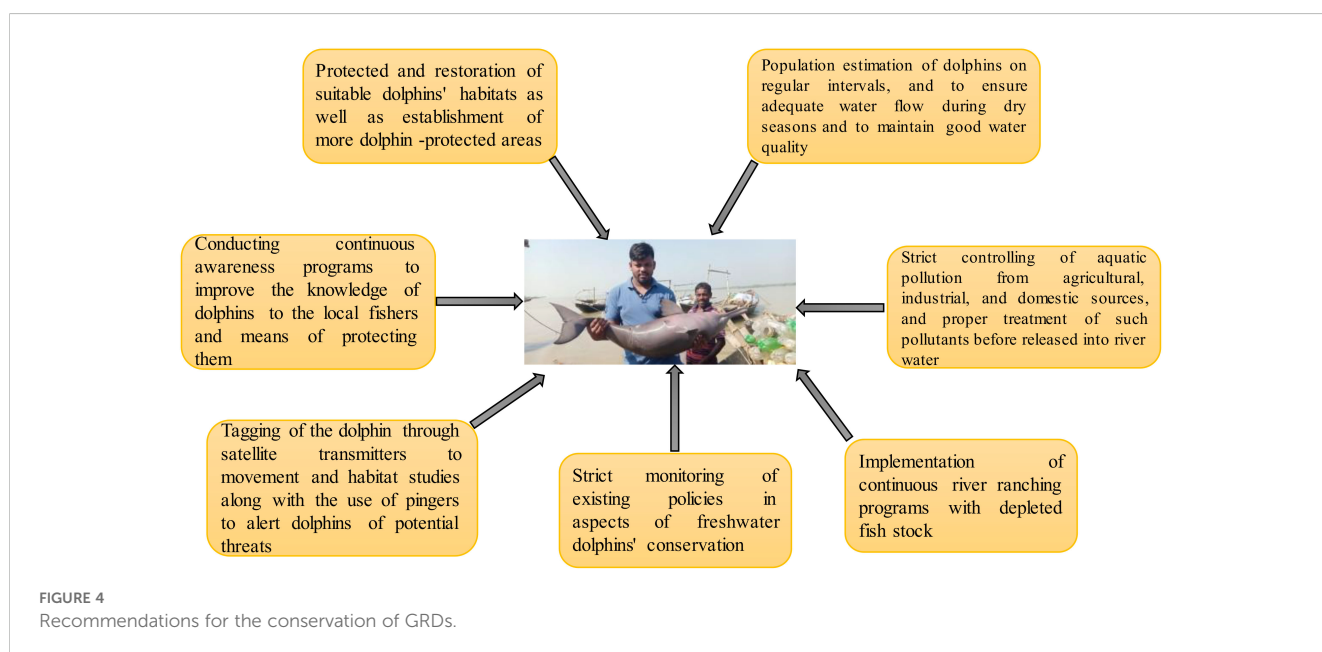 Protected and restoration of
suitable dolphins' habitats as
well as establishment of
more dolphin -protected areas
Population estimation of dolphins on
regular intervals, and to ensure
adequate water flow during dry
seasons and to maintain good water
quality
Conducting continuous
awareness programs to
improve the knowledge of
dolphins to the local fishers
and means of protecting
them
Strict controlling of aquatic
pollution from agricultural,
industrial, and domestic sources,
and proper treatment of such
pollutants before released into river
water
Tagging of the dolphin through
satellite transmitters to
movement and habitat studies
along with the use of pingers
to alert dolphins of potential
threats
Strict monitoring of
existing policies in
aspects of freshwater
dolphins' conservation
Implementation of
continuous river ranching
programs with depleted
fish stock
FIGURE 4
Recommendations for the conservation of GRDs.